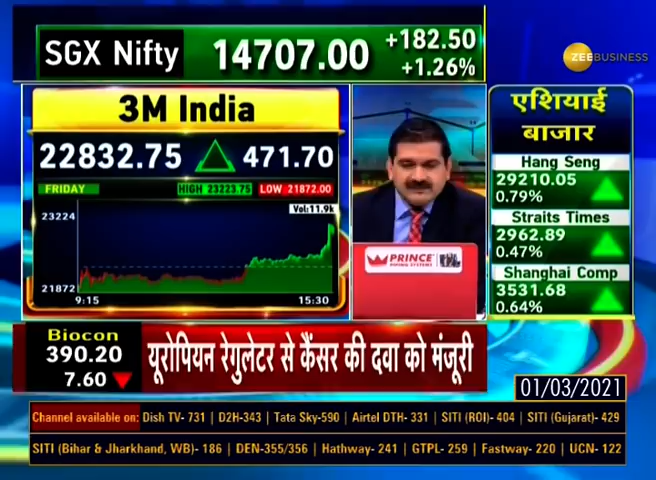 SGX Nifty 14707.00 +182.50
+1.26%
ZEEBUSINESS
3M India
22832.75 471.70
FRIDAY HIGH 23223.75 LOW 21872.00
Vol:11.9k
23224
21872
9:15 15:30
PRINCE
PIPING SYSTEMS
एशियाई
बाजार
Hang Seng
29210.05
0.79%
Straits Times
2962.89
0.47%
Shanghai Comp
3531.68
0.64%
Biocon
390.20
7.60
यूरोपियन रेगुलेटर से कैंसर की दवा को मंजूरी
01/03/2021
Channel available on: Dish TV- 731 | D2H-343 | Tata Sky-590 | Airtel DTH- 331 | SITI (ROI)- 404 | SITI (Gujarat)- 429
SITI (Bihar & Jharkhand, WB)- 186 | DEN-355/356 | Hathway- 241 | GTPL- 259 | Fastway- 220 | UCN- 122